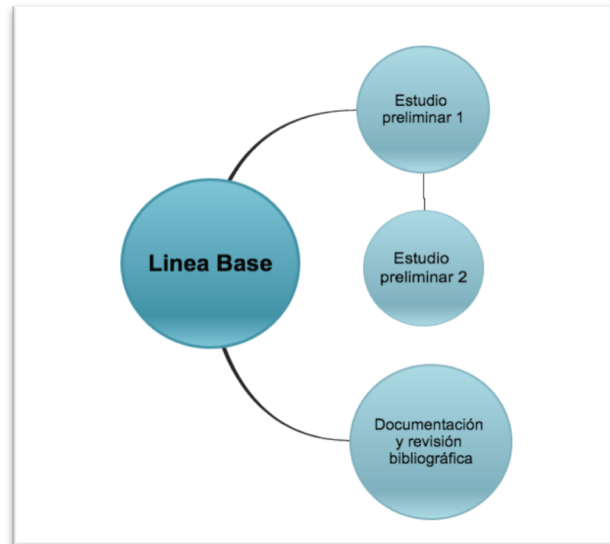 Estudio
preliminar 1
Linea Base
Estudio
preliminar 2
Documentación
y revisión
bibliográfica